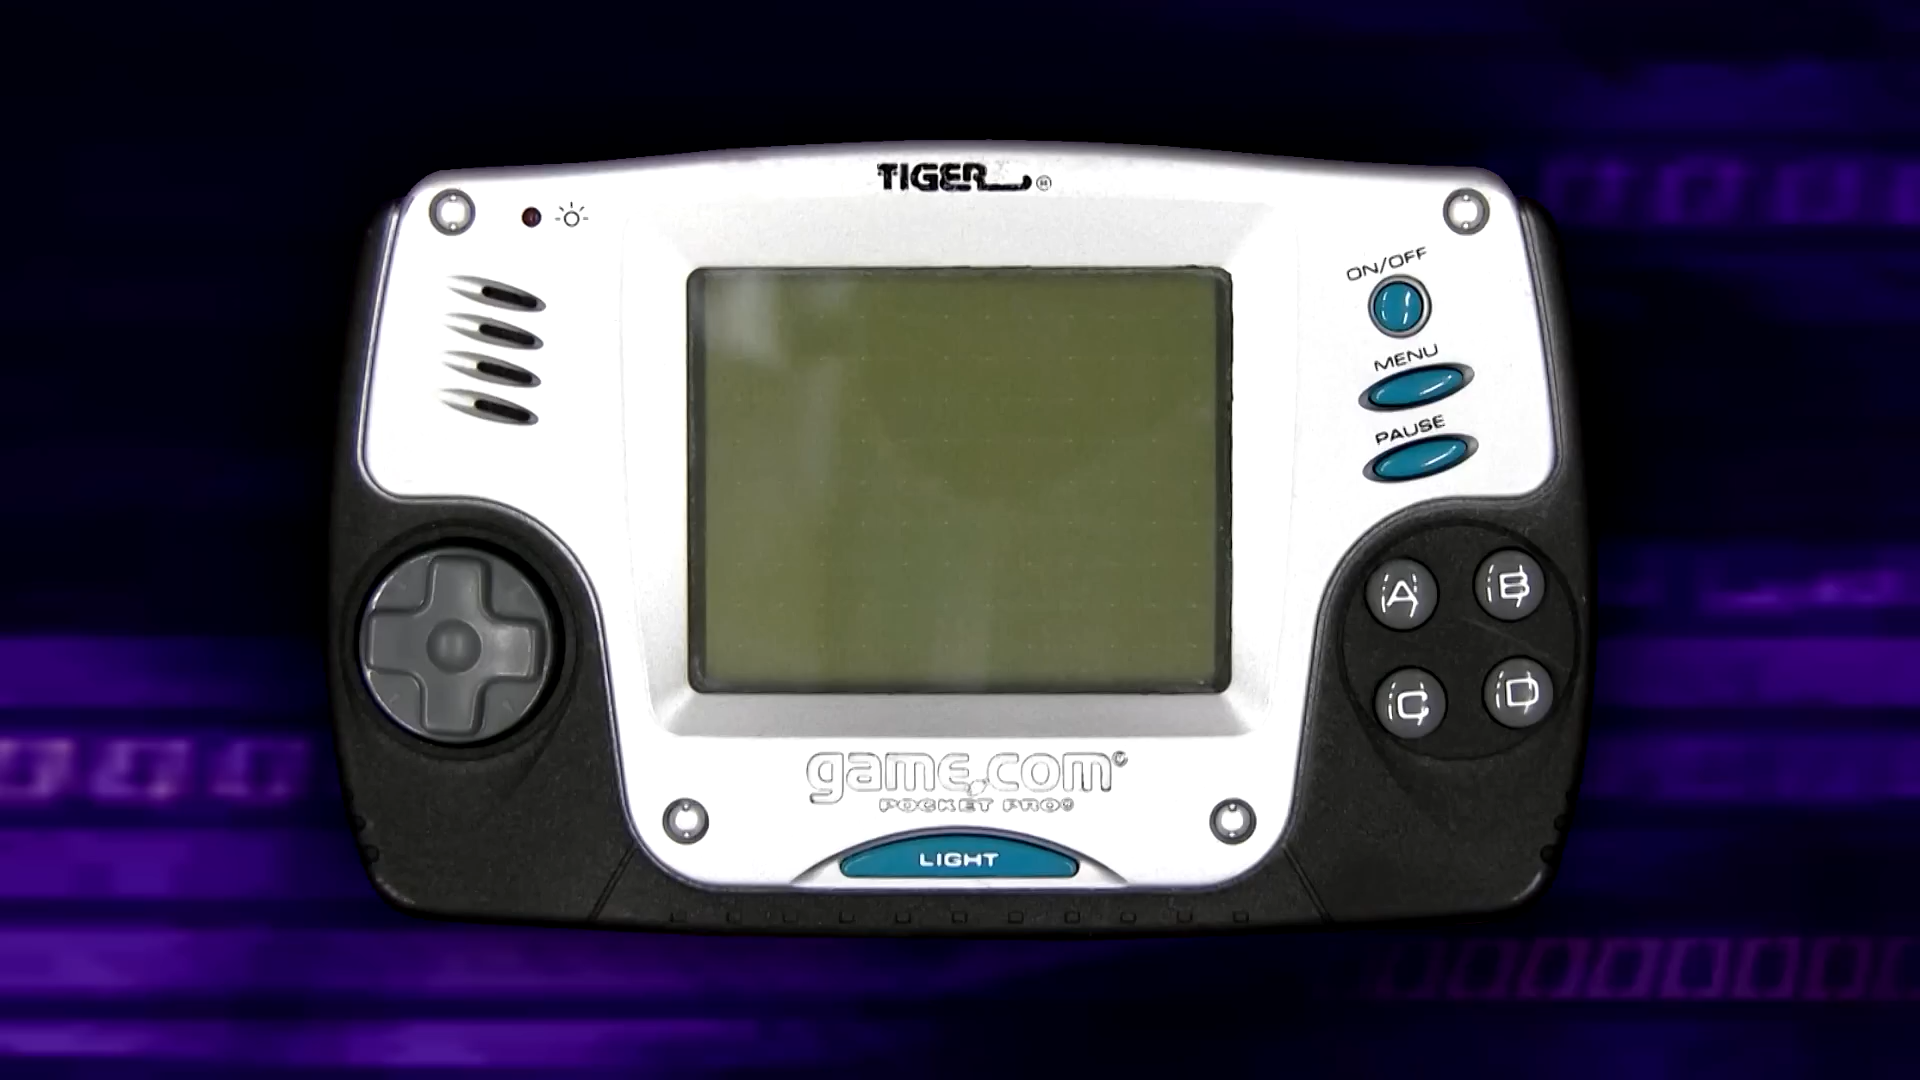 TIGER®
ON/OFF
MENU
PAUSE
A
B
C
D
game.com
POCKET PRO
LIGHT